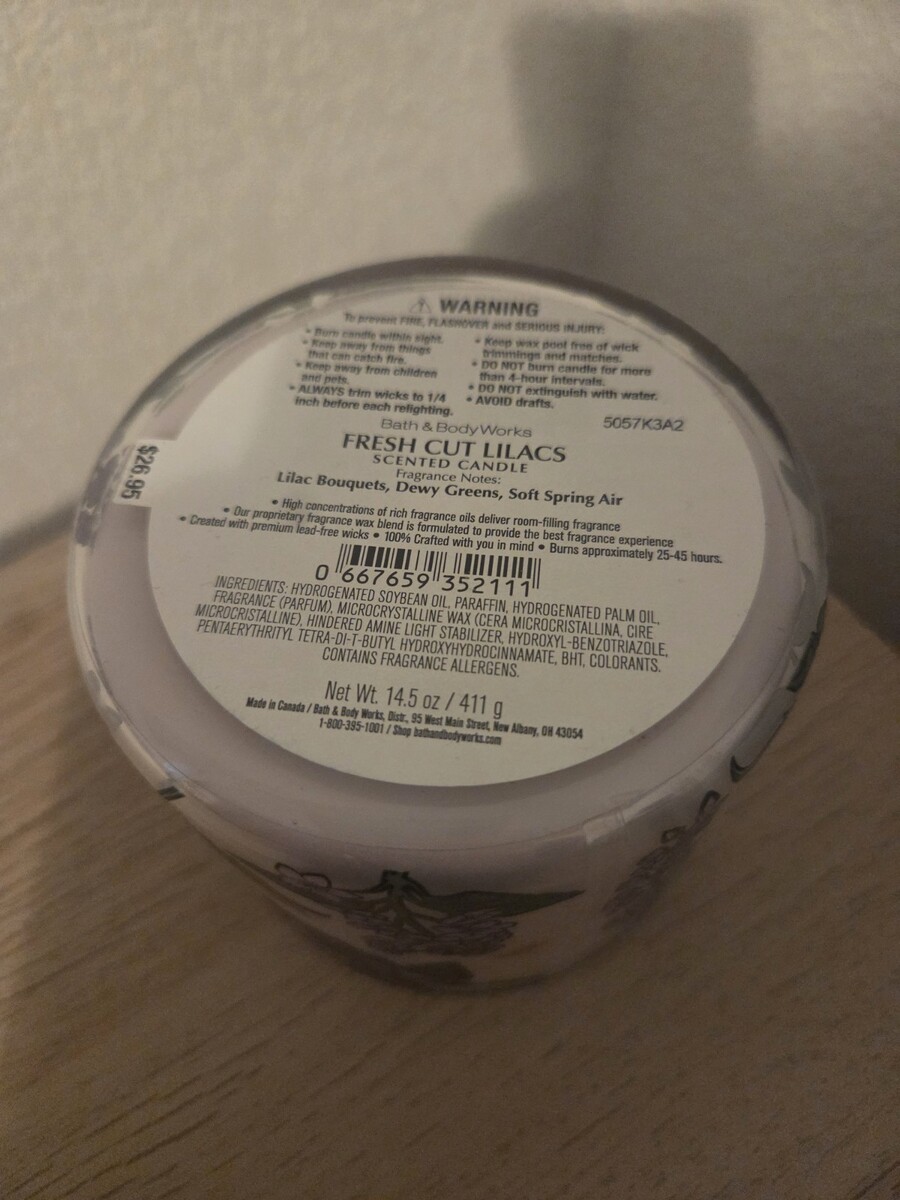 ⚠ WARNING
To prevent FIRE, FLASHOVER and SERIOUS INJURY:
• Burn candle within sight.
• Keep away from things
that can catch fire.
• Keep away from children
and pets.
• ALWAYS trim wicks to 1/4
inch before each relighting.
• Keep wax pool free of wick
trimmings and matches.
• DO NOT burn candle for more
than 4-hour intervals.
• DO NOT extinguish with water.
• AVOID drafts.
5057K3A2
Bath & Body Works
FRESH CUT LILACS
SCENTED CANDLE
Fragrance Notes:
Lilac Bouquets, Dewy Greens, Soft Spring Air
• High concentrations of rich fragrance oils deliver room-filling fragrance
• Our proprietary fragrance wax blend is formulated to provide the best fragrance experience
• Created with premium lead-free wicks • 100% Crafted with you in mind • Burns approximately 25-45 hours.
$26.95
0 667659 352111
INGREDIENTS: HYDROGENATED SOYBEAN OIL, PARAFFIN, HYDROGENATED PALM OIL,
FRAGRANCE (PARFUM), MICROCRYSTALLINE WAX (CERA MICROCRISTALLINA, CIRE
MICROCRISTALLINE), HINDERED AMINE LIGHT STABILIZER, HYDROXYL-BENZOTRIAZOLE,
PENTAERYTHRITYL TETRA-DI-T-BUTYL HYDROXYHYDROCINNAMATE, BHT, COLORANTS.
CONTAINS FRAGRANCE ALLERGENS.
Net Wt. 14.5 oz / 411 g
Made in Canada / Bath & Body Works, Distr., 95 West Main Street, New Albany, OH 43054
1-800-395-1001 / Shop bathandbodyworks.com